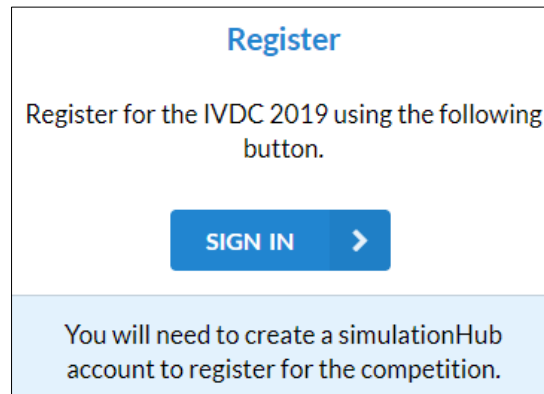 Register
Register for the IVDC 2019 using the following
button.
SIGN IN
You will need to create a simulationHub
account to register for the competition.